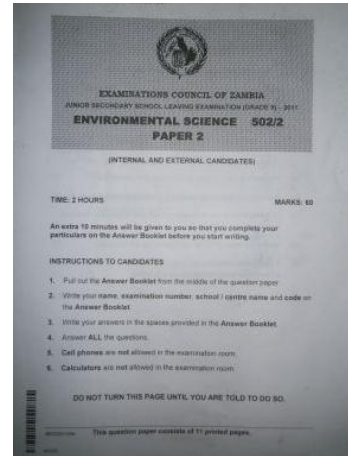 EXAMINATIONS COUNCIL OF ZAMBIA
JUNIOR SECONDARY SCHOOL LEAVING EXAMINATION (GRADE 9) – 2011
ENVIRONMENTAL SCIENCE 502/2
PAPER 2
(INTERNAL AND EXTERNAL CANDIDATES)
TIME: 2 HOURS MARKS: 60
An extra 10 minutes will be given to you so that you complete your
particulars on the Answer Booklet before you start writing.
INSTRUCTIONS TO CANDIDATES
1. Pull out the Answer Booklet from the middle of the question paper
2. Write your name, examination number, school / centre name and code on
the Answer Booklet
3. Write your answers in the spaces provided in the Answer Booklet.
4. Answer ALL the questions.
5. Cell phones are not allowed in the examination room
6. Calculators are not allowed in the examination room
DO NOT TURN THIS PAGE UNTIL YOU ARE TOLD TO DO SO.
This question paper consists of 11 printed pages.